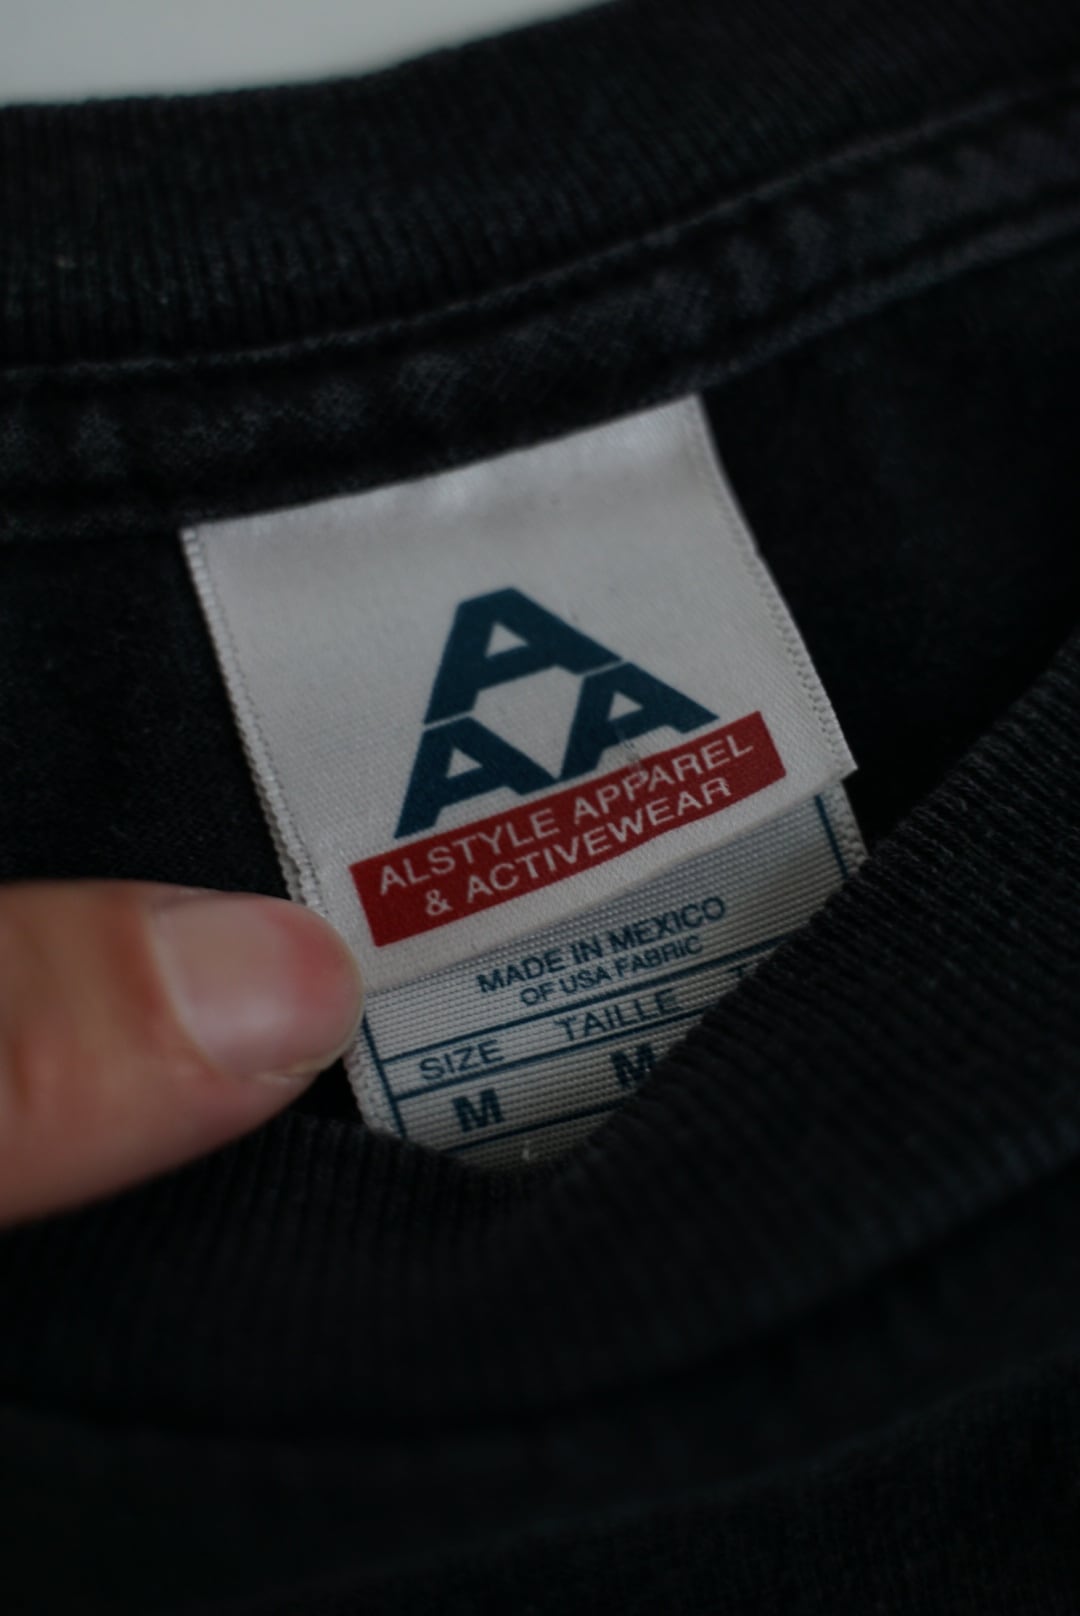 A
AA
ALSTYLE APPAREL
& ACTIVEWEAR
MADE IN MEXICO
OF USA FABRIC
SIZE TAILLE T
M M